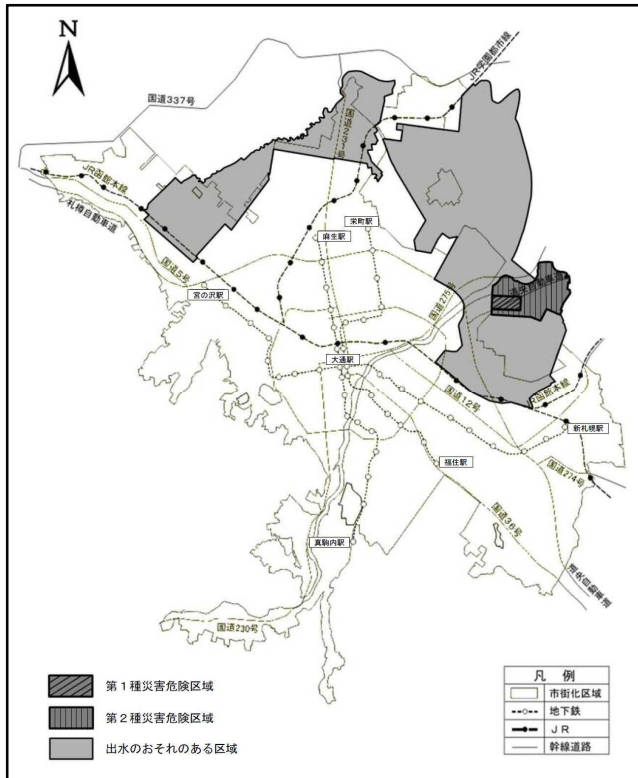 N
国道337号
国道231号
JR学園都市線
JR函館本線
札樽自動車道
国道5号
栄町駅
麻生駅
宮の沢駅
国道275号
道央自動車道
大通駅
国道12号
JR函館本線
新札幌駅
国道274号
福住駅
国道36号
真駒内駅
道央自動車道
国道230号
第1種災害危険区域
第2種災害危険区域
出水のおそれのある区域
凡 例
市街化区域
地下鉄
JR
幹線道路